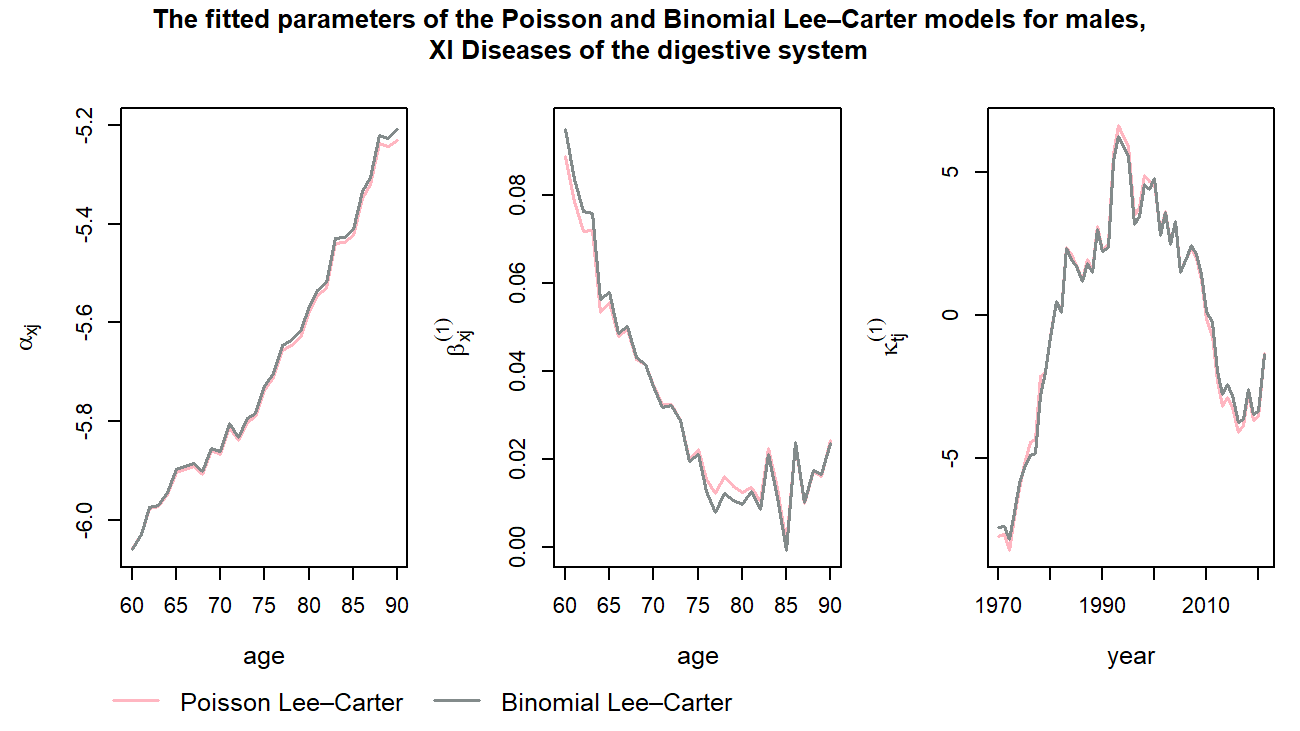 The fitted parameters of the Poisson and Binomial Lee–Carter models for males,
XI Diseases of the digestive system
αxj
-5.2
-5.4
-5.6
-5.8
-6.0
60 65 70 75 80 85 90
age
β(1)xj
0.08
0.06
0.04
0.02
0.00
60 65 70 75 80 85 90
age
κ(1)tj
5
0
-5
1970 1990 2010
year
Poisson Lee–Carter Binomial Lee–Carter